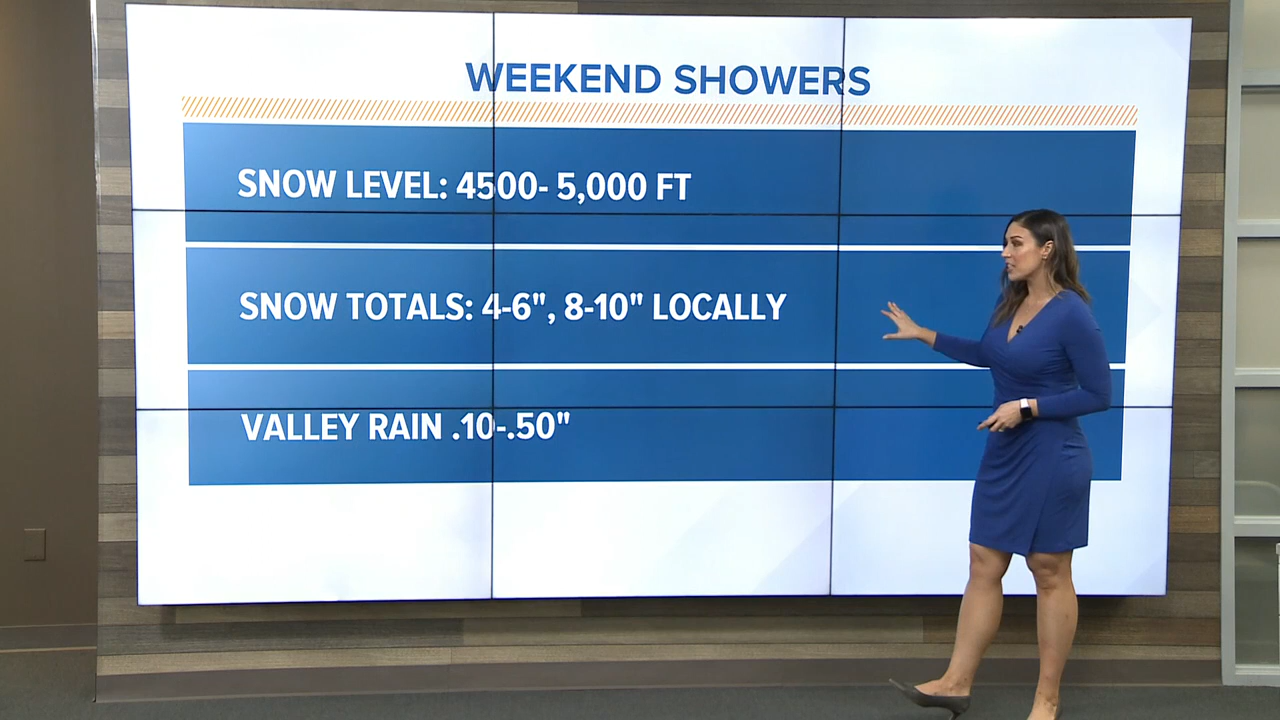 WEEKEND SHOWERS
SNOW LEVEL: 4500- 5,000 FT
SNOW TOTALS: 4-6", 8-10" LOCALLY
VALLEY RAIN .10-.50"